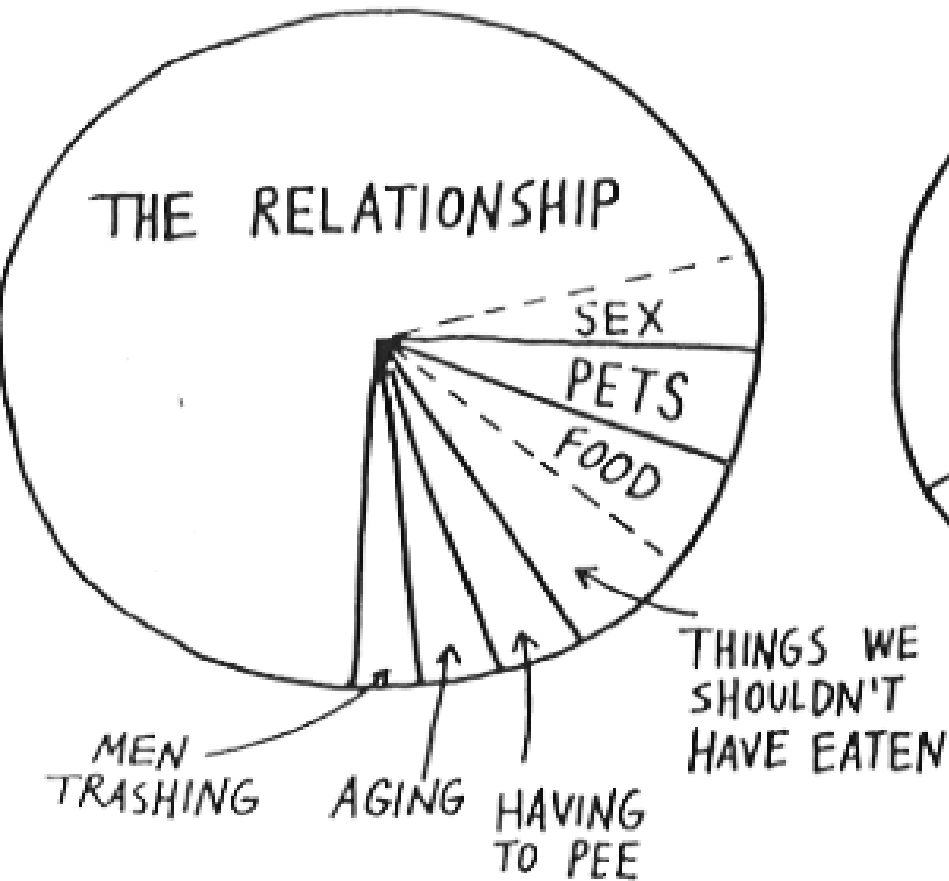 THE RELATIONSHIP
SEX
PETS
FOOD
THINGS WE
SHOULDN'T
HAVE EATEN
MEN
TRASHING
AGING
HAVING
TO PEE